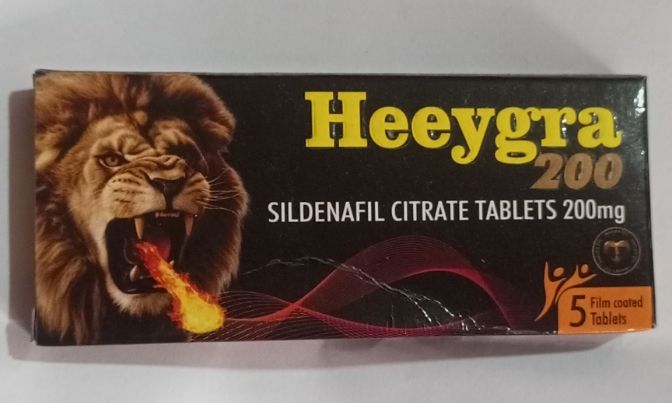 Heeygra
200
SILDENAFIL CITRATE TABLETS 200mg
5 Film coated
Tablets